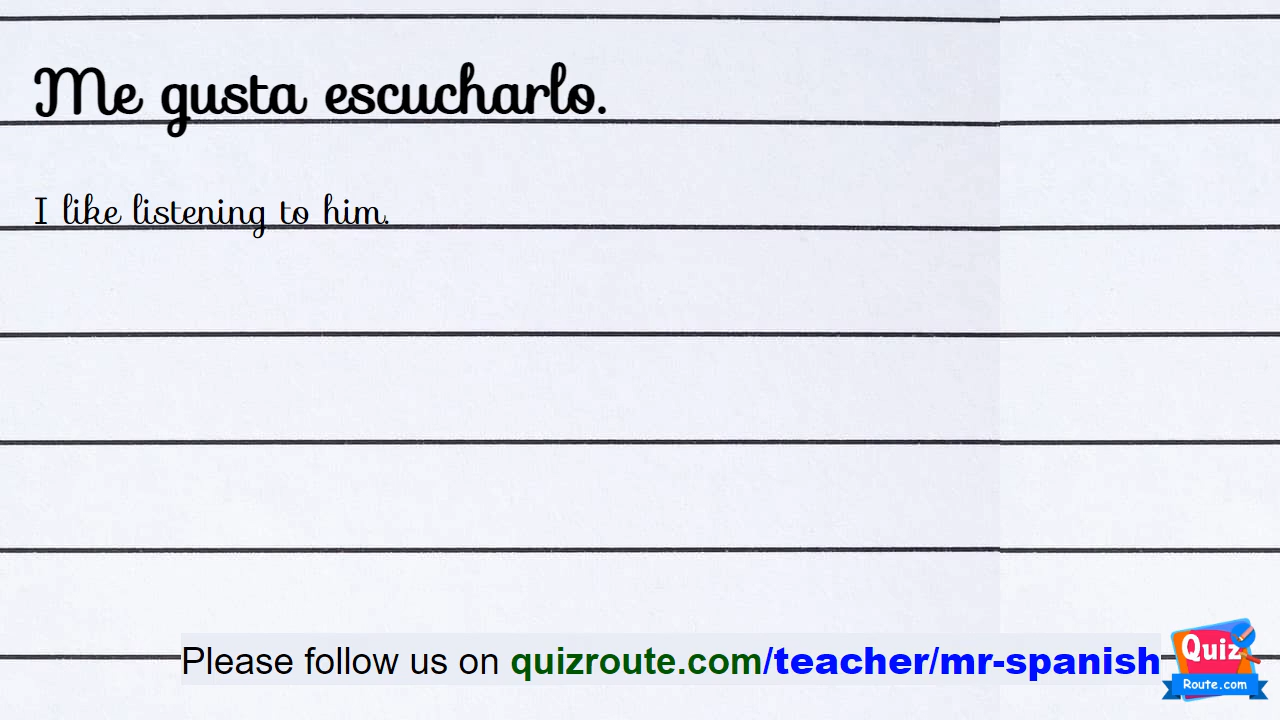 Me gusta escucharlo.
I like listening to him.
Please follow us on quizroute.com/teacher/mr-spanish
Quiz
Route.com